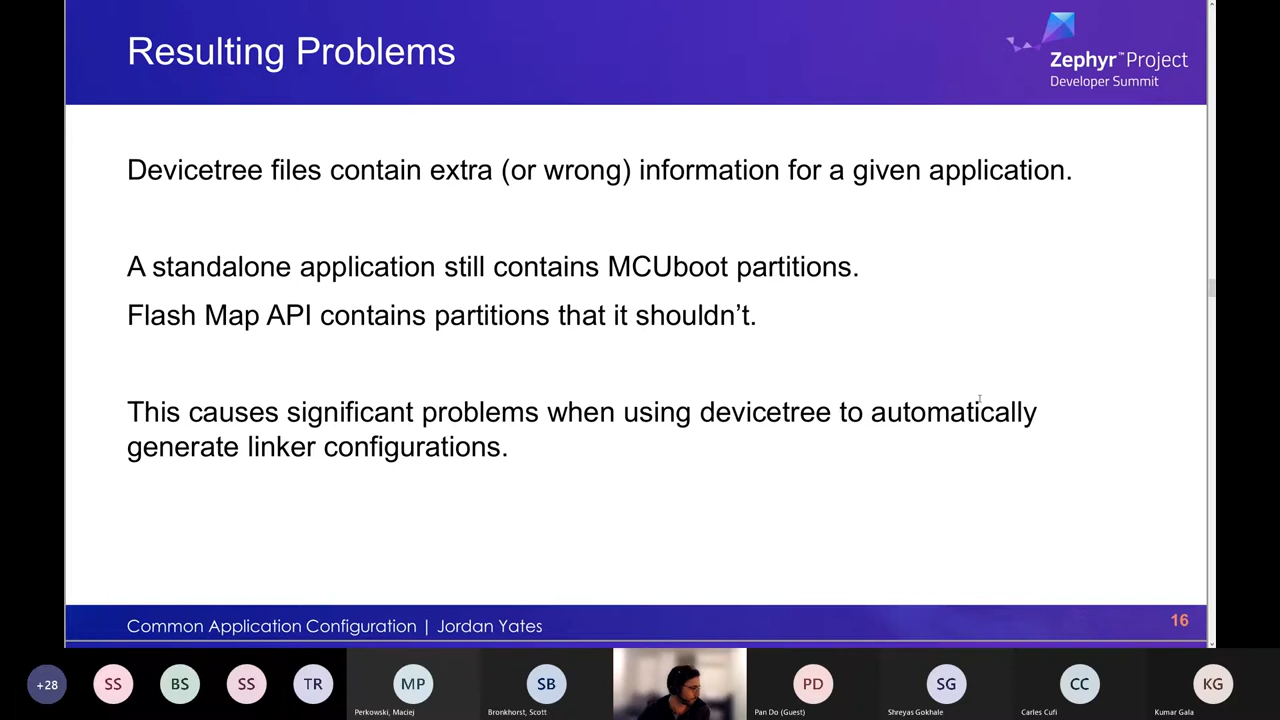 Resulting Problems
Zephyr™Project
Developer Summit
Devicetree files contain extra (or wrong) information for a given application.
A standalone application still contains MCUboot partitions.
Flash Map API contains partitions that it shouldn't.
This causes significant problems when using devicetree to automatically
generate linker configurations.
Common Application Configuration | Jordan Yates
16
+28
SS
BS
SS
TR
MP
SB
PD
SG
CC
KG
Perkowski, Maciej
Bronkhorst, Scott
Pan Do (Guest)
Shreyas Gokhale
Carles Cufi
Kumar Gala